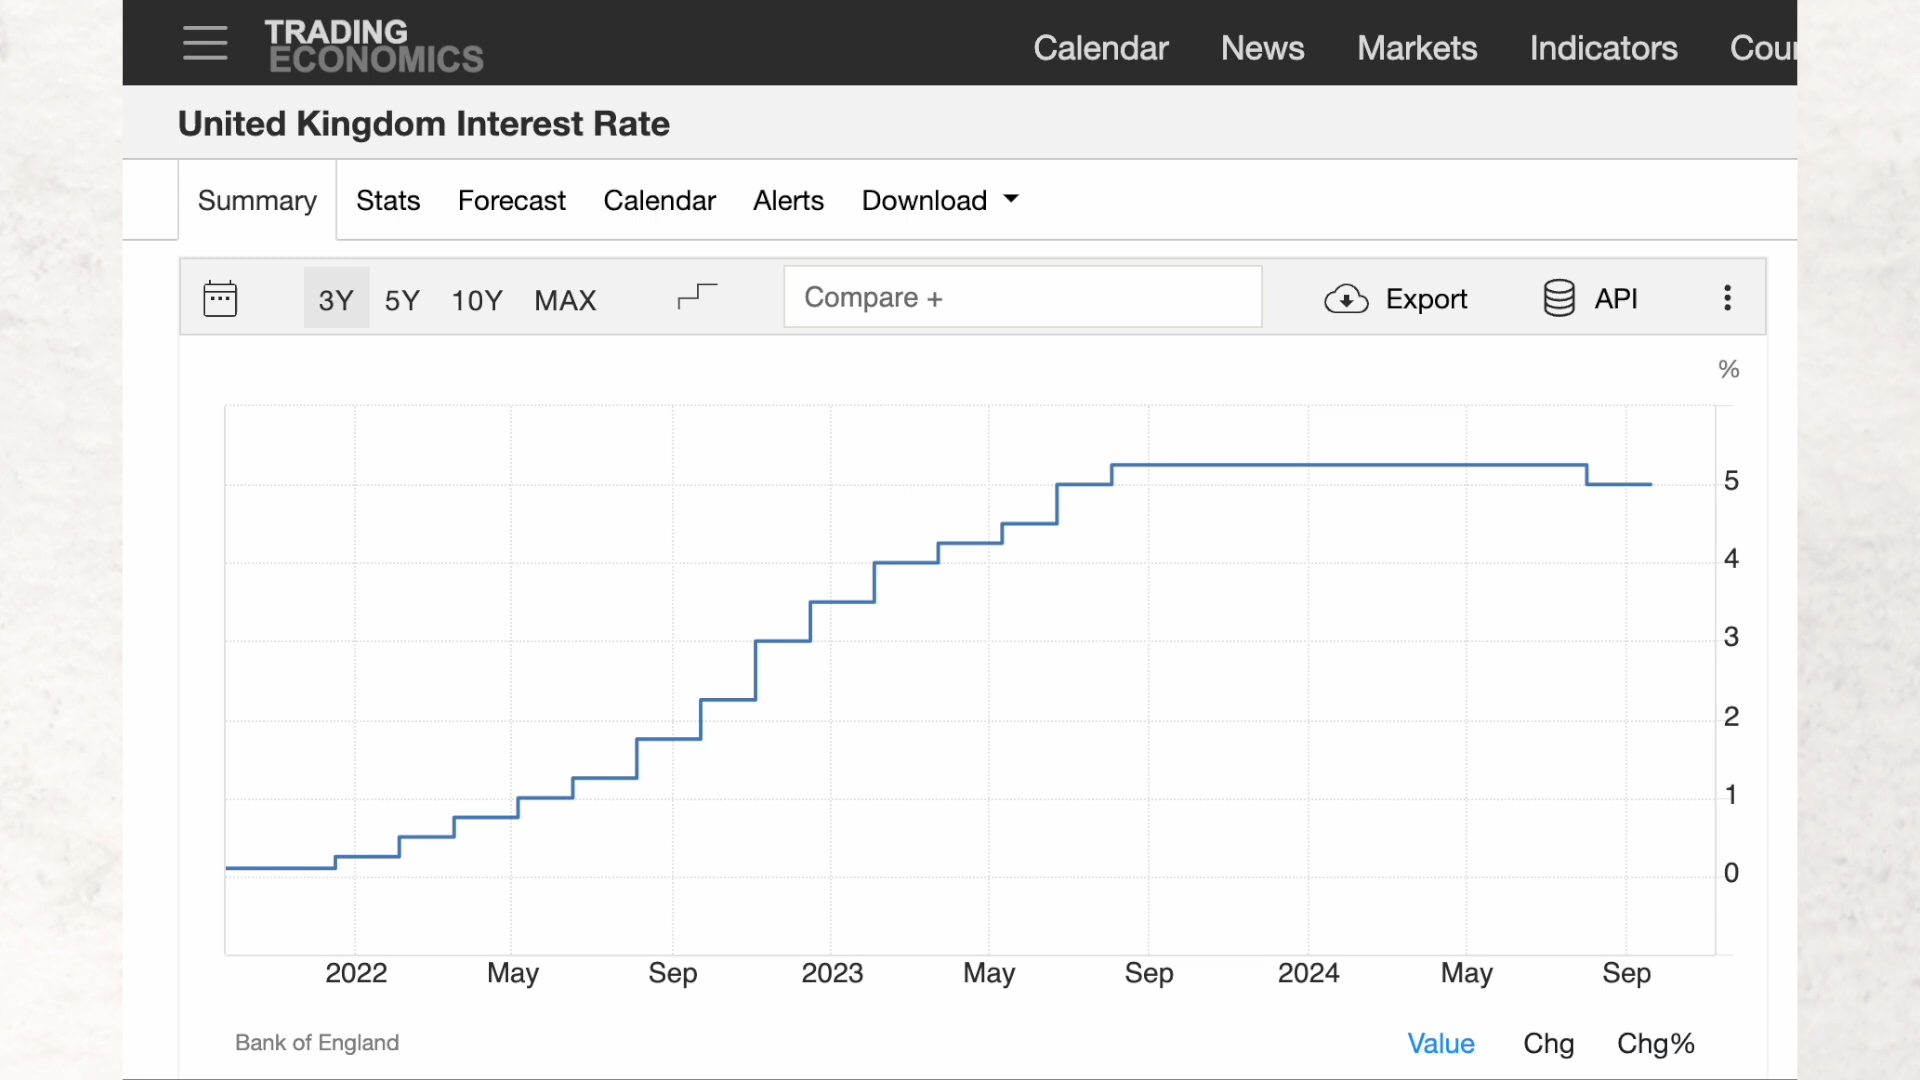 TRADING
ECONOMICS
Calendar News Markets Indicators Cou
United Kingdom Interest Rate
Summary Stats Forecast Calendar Alerts Download
3Y 5Y 10Y MAX Compare + Export API
%
5
4
3
2
1
0
2022 May Sep 2023 May Sep 2024 May Sep
Bank of England Value Chg Chg%